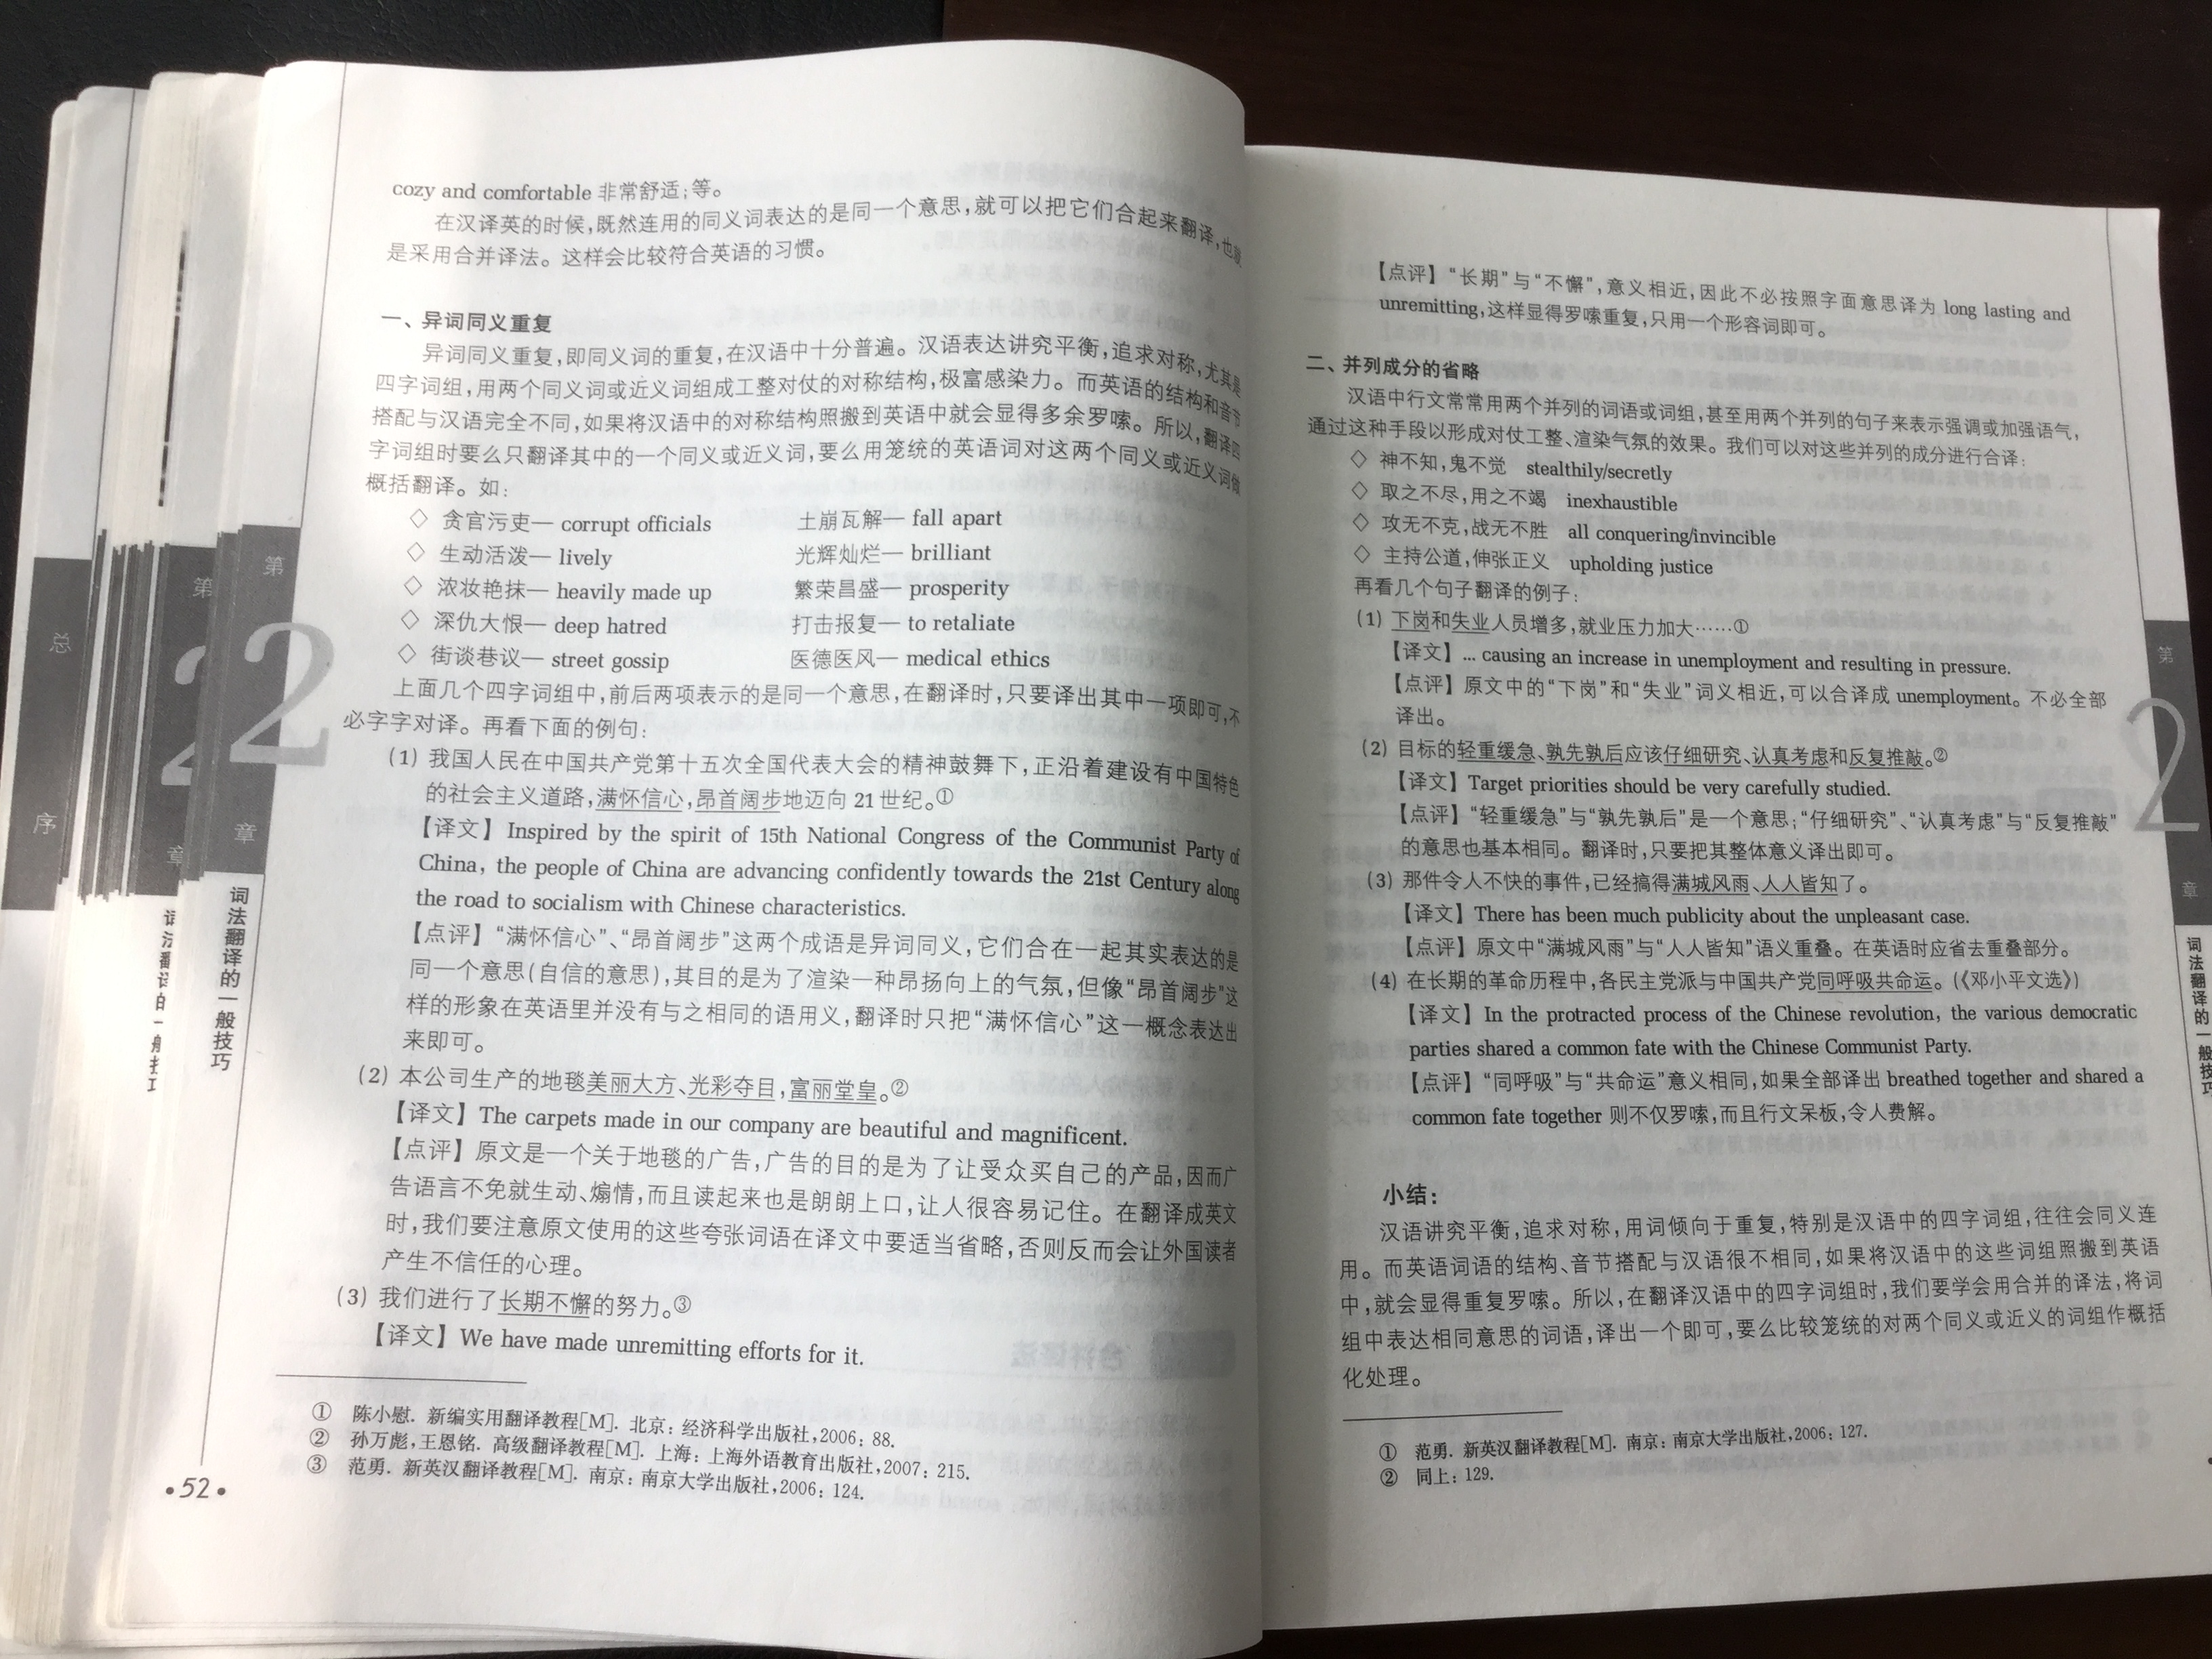 cozy and comfortable 非常舒适;等。
在汉译英的时候,既然连用的同义词表达的是同一个意思,就可以把它们合起来翻译,也就
是采用合并译法。这样会比较符合英语的习惯。
一、异词同义重复
异词同义重复,即同义词的重复,在汉语中十分普遍。汉语表达讲究平衡,追求对称,尤其是
四字词组,用两个同义词或近义词组成工整对仗的对称结构,极富感染力。而英语的结构和音节
搭配与汉语完全不同,如果将汉语中的对称结构照搬到英语中就会显得多余罗嗦。所以,翻译四
字词组时要么只翻译其中的一个同义或近义词,要么用笼统的英语词对这两个同义或近义词做
概括翻译。如:
◇ 贪官污吏— corrupt officials 土崩瓦解— fall apart
◇ 生动活泼— lively 光辉灿烂— brilliant
◇ 浓妆艳抹— heavily made up 繁荣昌盛— prosperity
◇ 深仇大恨— deep hatred 打击报复— to retaliate
◇ 街谈巷议— street gossip 医德医风— medical ethics
上面几个四字词组中,前后两项表示的是同一个意思,在翻译时,只要译出其中一项即可,不
必字字对译。再看下面的例句:
(1) 我国人民在中国共产党第十五次全国代表大会的精神鼓舞下,正沿着建设有中国特色
的社会主义道路,满怀信心,昂首阔步地迈向 21 世纪。①
【译文】Inspired by the spirit of 15th National Congress of the Communist Party of
China, the people of China are advancing confidently towards the 21st Century along
the road to socialism with Chinese characteristics.
【点评】"满怀信心"、"昂首阔步"这两个成语是异词同义,它们合在一起其实表达的是
同一个意思(自信的意思),其目的是为了渲染一种昂扬向上的气氛,但像"昂首阔步"这
样的形象在英语里并没有与之相同的语用义,翻译时只把"满怀信心"这一概念表达出
来即可。
(2) 本公司生产的地毯美丽大方、光彩夺目,富丽堂皇。②
【译文】The carpets made in our company are beautiful and magnificent.
【点评】原文是一个关于地毯的广告,广告的目的是为了让受众买自己的产品,因而广
告语言不免就生动、煽情,而且读起来也是朗朗上口,让人很容易记住。在翻译成英文
时,我们要注意原文使用的这些夸张词语在译文中要适当省略,否则反而会让外国读者
产生不信任的心理。
(3) 我们进行了长期不懈的努力。③
【译文】We have made unremitting efforts for it.
① 陈小慰. 新编实用翻译教程[M]. 北京:经济科学出版社,2006:88.
② 孙万彪,王恩铭. 高级翻译教程[M]. 上海:上海外语教育出版社,2007:215.
③ 范勇. 新英汉翻译教程[M]. 南京:南京大学出版社,2006:124.
•52•
第
2
章
词法翻译的一般技巧
【点评】"长期"与"不懈",意义相近,因此不必按照字面意思译为 long lasting and
unremitting,这样显得罗嗦重复,只用一个形容词即可。
二、并列成分的省略
汉语中行文常常用两个并列的词语或词组,甚至用两个并列的句子来表示强调或加强语气,
通过这种手段以形成对仗工整、渲染气氛的效果。我们可以对这些并列的成分进行合译:
◇ 神不知,鬼不觉 stealthily/secretly
◇ 取之不尽,用之不竭 inexhaustible
◇ 攻无不克,战无不胜 all conquering/invincible
◇ 主持公道,伸张正义 upholding justice
再看几个句子翻译的例子:
(1) 下岗和失业人员增多,就业压力加大……①
【译文】... causing an increase in unemployment and resulting in pressure.
【点评】原文中的"下岗"和"失业"词义相近,可以合译成 unemployment。不必全部
译出。
(2) 目标的轻重缓急、孰先孰后应该仔细研究、认真考虑和反复推敲。②
【译文】Target priorities should be very carefully studied.
【点评】"轻重缓急"与"孰先孰后"是一个意思;"仔细研究"、"认真考虑"与"反复推敲"
的意思也基本相同。翻译时,只要把其整体意义译出即可。
(3) 那件令人不快的事件,已经搞得满城风雨、人人皆知了。
【译文】There has been much publicity about the unpleasant case.
【点评】原文中"满城风雨"与"人人皆知"语义重叠。在英语时应省去重叠部分。
(4) 在长期的革命历程中,各民主党派与中国共产党同呼吸共命运。(《邓小平文选》)
【译文】In the protracted process of the Chinese revolution, the various democratic
parties shared a common fate with the Chinese Communist Party.
【点评】"同呼吸"与"共命运"意义相同,如果全部译出 breathed together and shared a
common fate together 则不仅罗嗦,而且行文呆板,令人费解。
小结:
汉语讲究平衡,追求对称,用词倾向于重复,特别是汉语中的四字词组,往往会同义连
用。而英语词语的结构、音节搭配与汉语很不相同,如果将汉语中的这些词组照搬到英语
中,就会显得重复罗嗦。所以,在翻译汉语中的四字词组时,我们要学会用合并的译法,将词
组中表达相同意思的词语,译出一个即可,要么比较笼统的对两个同义或近义的词组作概括
化处理。
① 范勇. 新英汉翻译教程[M]. 南京:南京大学出版社,2006:127.
② 同上:129.
第
2
章
词法翻译的一般技巧